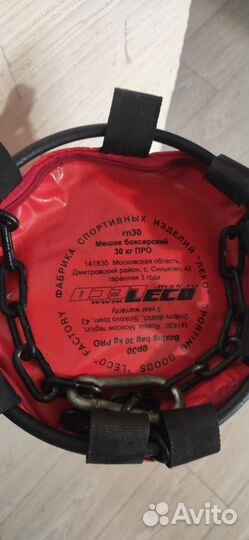 ФАБРИКА СПОРТИВНЫХ ИЗДЕЛИЙ "ЛЕКО"
гп30
Мешок боксерский
30 кг ПРО
141830 Московская область,
Дмитровский район, с. Синьково, 43
гарантия 3 года
LECO
www.
SPORTING GOODS "LECO" FACTORY
gp30
Boxing bag 30 kg PRO
141830 Russia, Moscow region,
Dmitrov district, Sinkovo town, 43
3 year warranty
Avito